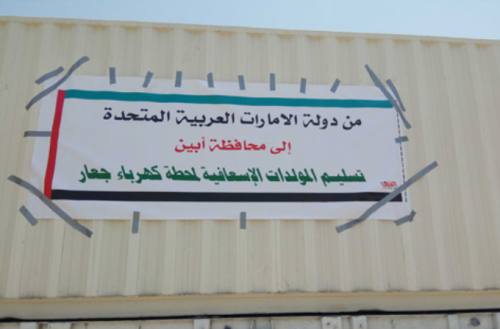 من دولة الامارات العربية المتحدة
إلى محافظة أبين
تسليم المولدات الإسعافية لمحطة كهرباء جعار